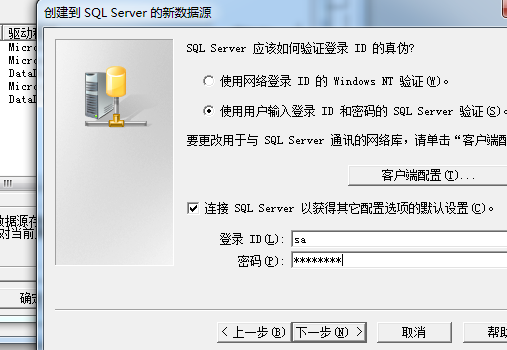 创建到 SQL Server 的新数据源
驱动
Micro
Micro
DataD
Micro
DataD
SQL Server 应该如何验证登录 ID 的真伪?
使用网络登录 ID 的 Windows NT 验证(W)。
使用用户输入登录 ID 和密码的 SQL Server 验证(S)。
要更改用于与 SQL Server 通讯的网络库，请单击“客户端配
客户端配置(T)...
连接 SQL Server 以获得其它配置选项的默认设置(C)。
数据源存
对当前
登录 ID(L):
sa
密码(P):
********
确定
< 上一步(B)
下一步(N) >
取消
帮助